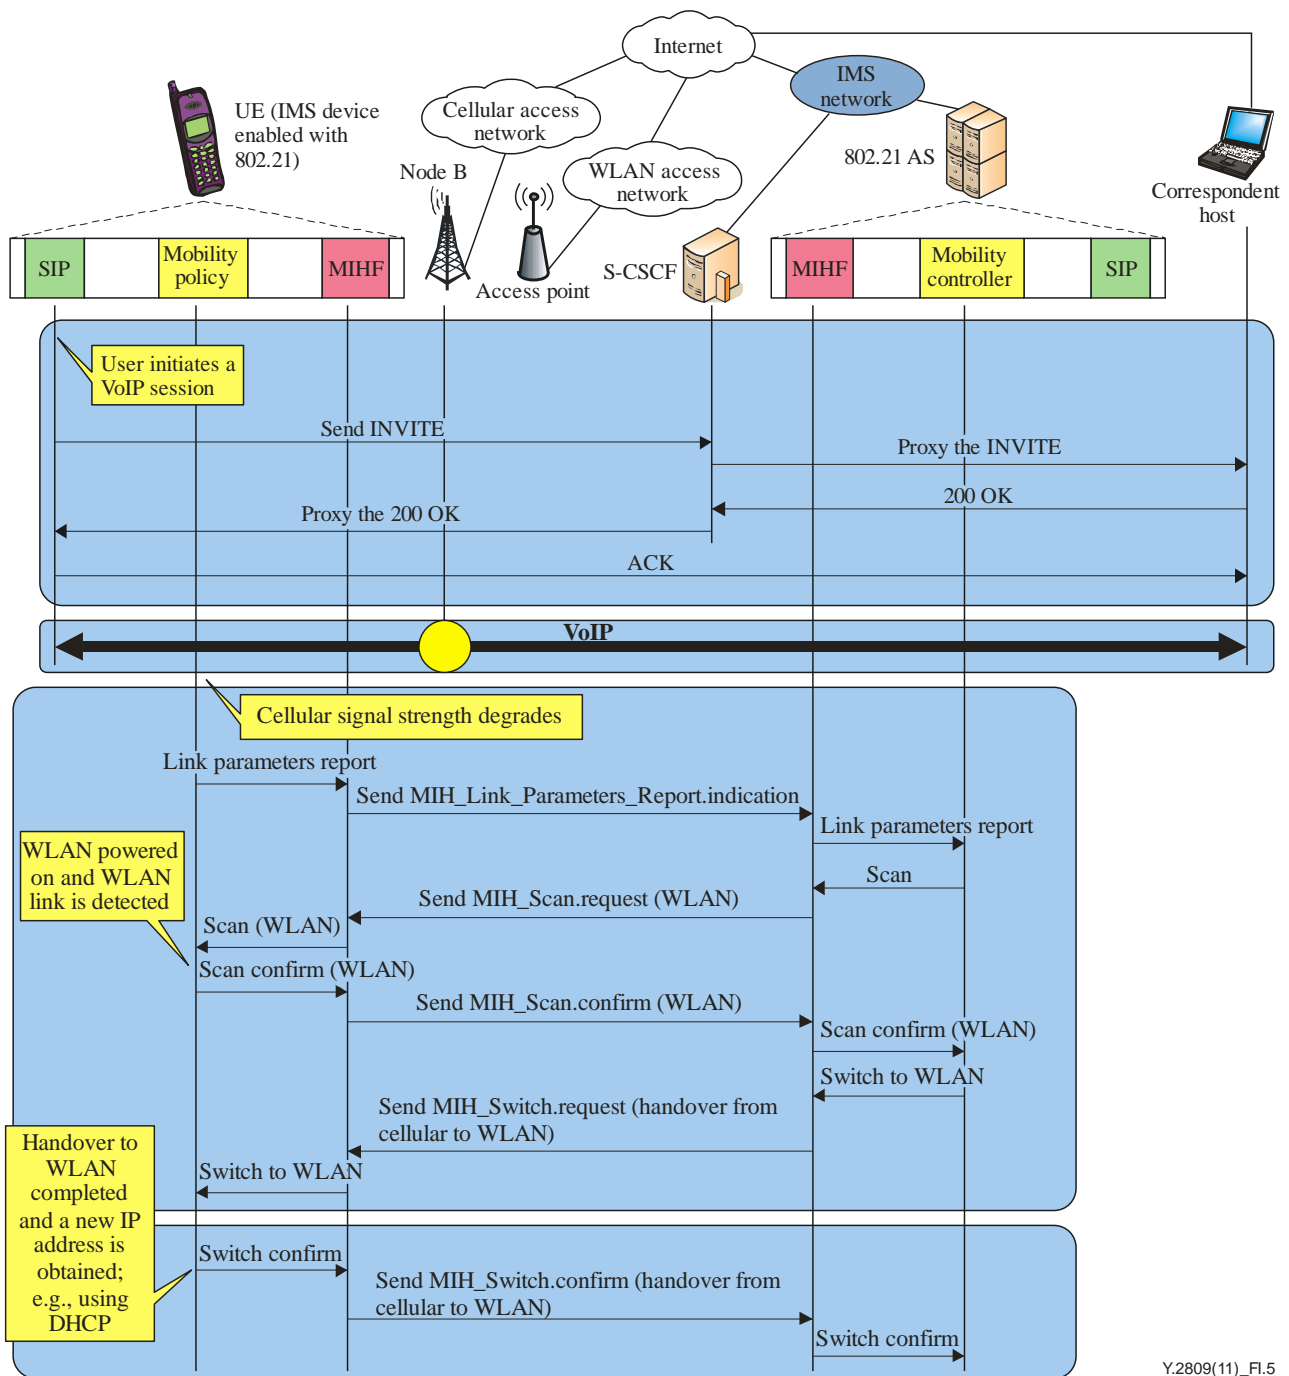 Internet
IMS
network
Cellular access
network
UE (IMS device
enabled with
802.21)
802.21 AS
Node B
WLAN access
network
Correspondent
host
S-CSCF
Access point
SIP
Mobility
policy
MIHF
MIHF
Mobility
controller
SIP
User initiates a
VoIP session
Send INVITE
Proxy the INVITE
200 OK
Proxy the 200 OK
ACK
VoIP
Cellular signal strength degrades
Link parameters report
Send MIH_Link_Parameters_Report.indication
Link parameters report
WLAN powered
on and WLAN
link is detected
Scan
Send MIH_Scan.request (WLAN)
Scan (WLAN)
Scan confirm (WLAN)
Send MIH_Scan.confirm (WLAN)
Scan confirm (WLAN)
Switch to WLAN
Send MIH_Switch.request (handover from
cellular to WLAN)
Switch to WLAN
Handover to
WLAN
completed
and a new IP
address is
obtained;
e.g., using
DHCP
Switch confirm
Send MIH_Switch.confirm (handover from
cellular to WLAN)
Switch confirm
Y.2809(11)_FI.5